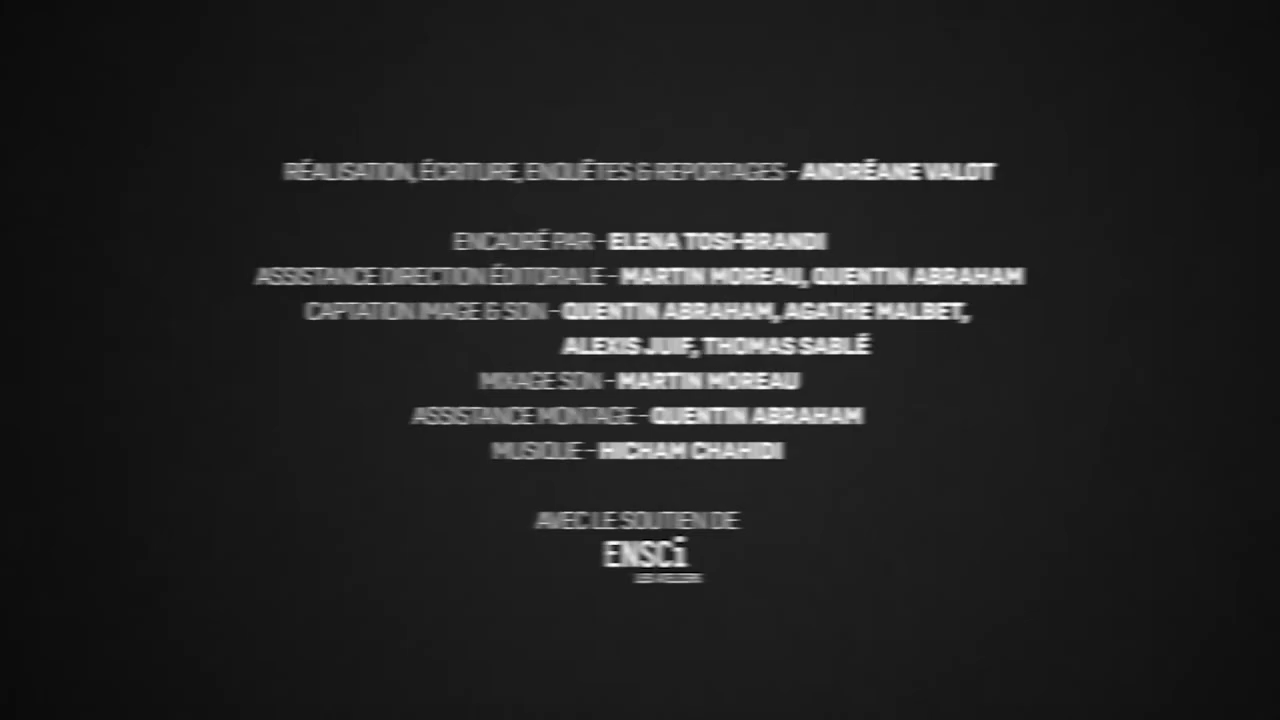 RÉALISATION, ÉCRITURE, ENQUÊTES & REPORTAGES - ANDRÉANE VALOT
ENCADRÉ PAR - ELENA TOSI-BRANDI
ASSISTANCE DIRECTION ÉDITORIALE - MARTIN MOREAU, QUENTIN ABRAHAM
CAPTATION IMAGE & SON - QUENTIN ABRAHAM, AGATHE MALBET,
ALEXIS JUIF, THOMAS SABLÉ
MIXAGE SON - MARTIN MOREAU
ASSISTANCE MONTAGE - QUENTIN ABRAHAM
MUSIQUE - HICHAM CHAHIDI
AVEC LE SOUTIEN DE
ENSCi